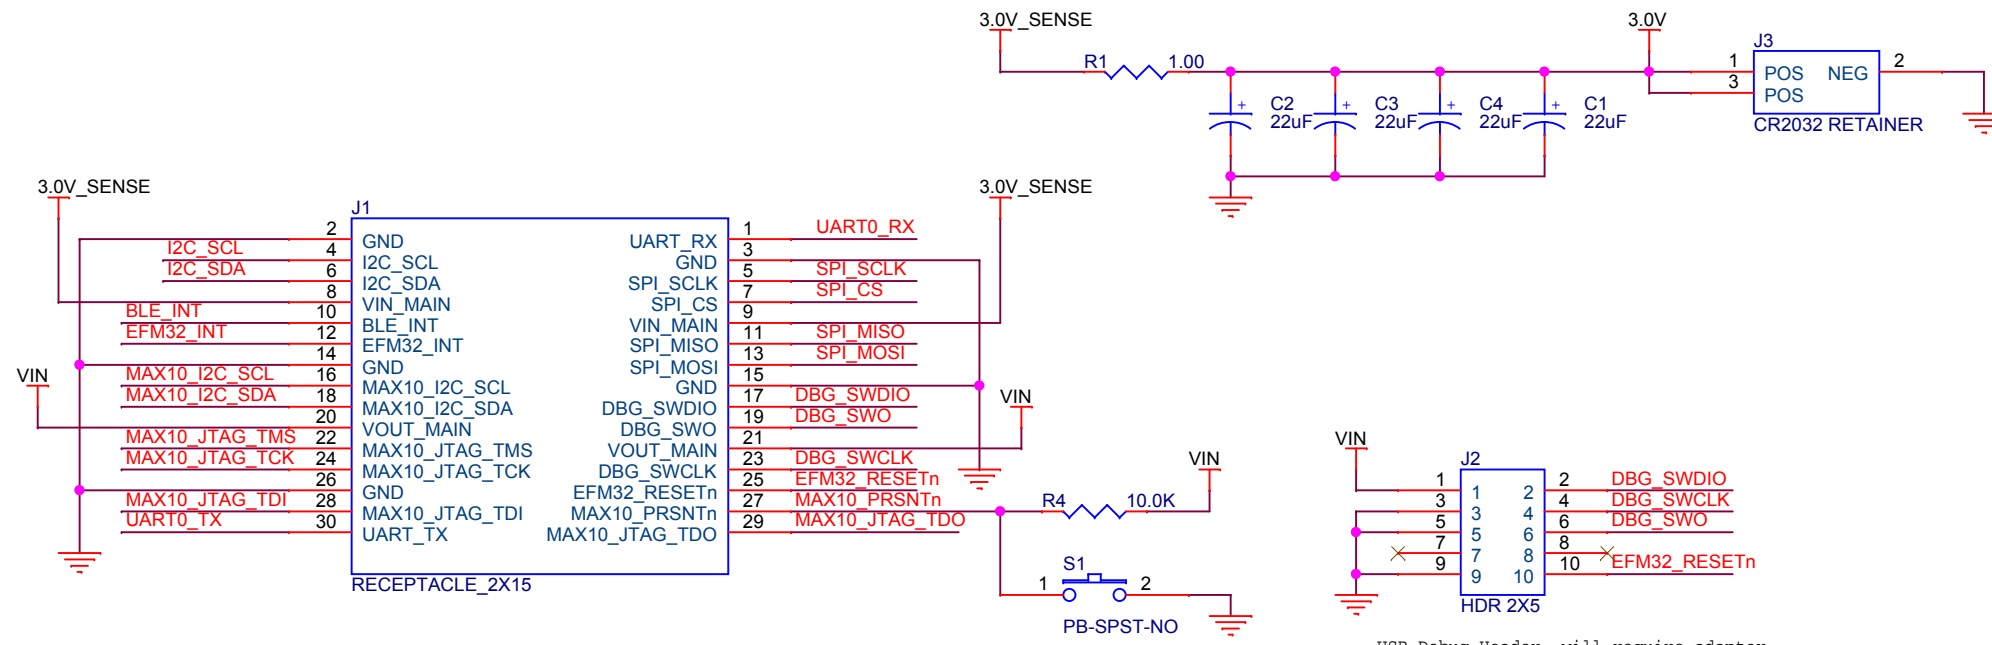 3.0V_SENSE
3.0V
R1 1.00
J3
1 POS NEG 2
3 POS
CR2032 RETAINER
C2 22uF
C3 22uF
C4 22uF
C1 22uF
3.0V_SENSE
3.0V_SENSE
J1
2 GND
UART_RX 1 UART0_RX
I2C_SCL 4 I2C_SCL
GND 3
I2C_SDA 6 I2C_SDA
SPI_SCLK 5 SPI_SCLK
8 VIN_MAIN
SPI_CS 7 SPI_CS
BLE_INT 10 BLE_INT
VIN_MAIN 9
EFM32_INT 12 EFM32_INT
SPI_MISO 11 SPI_MISO
14 GND
SPI_MOSI 13 SPI_MOSI
VIN
MAX10_I2C_SCL 16 MAX10_I2C_SCL
GND 15
MAX10_I2C_SDA 18 MAX10_I2C_SDA
DBG_SWDIO 17 DBG_SWDIO
VIN
20 VOUT_MAIN
DBG_SWO 19 DBG_SWO
MAX10_JTAG_TMS 22 MAX10_JTAG_TMS
VOUT_MAIN 21
MAX10_JTAG_TCK 24 MAX10_JTAG_TCK
DBG_SWCLK 23 DBG_SWCLK
26 GND
EFM32_RESETn 25 EFM32_RESETn
MAX10_JTAG_TDI 28 MAX10_JTAG_TDI
MAX10_PRSNTn 27 MAX10_PRSNTn
UART0_TX 30 UART_TX
MAX10_JTAG_TDO 29 MAX10_JTAG_TDO
RECEPTACLE_2X15
VIN
R4 10.0K
S1
1 2
PB-SPST-NO
VIN
J2
1 1 2 2 DBG_SWDIO
3 3 4 4 DBG_SWCLK
5 5 6 6 DBG_SWO
7 7 8 8
9 9 10 10 EFM32_RESETn
HDR 2X5
USB Debug Header, will require adapter